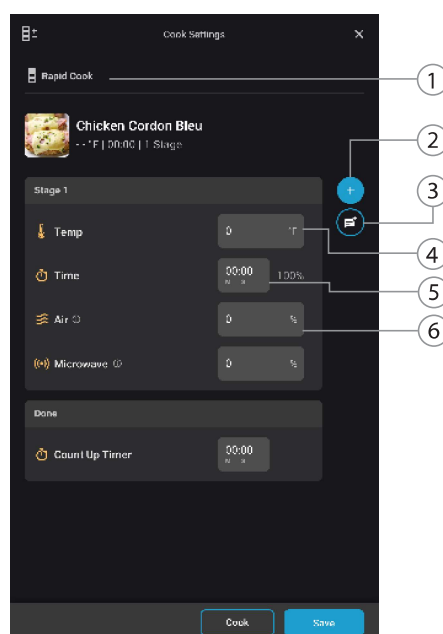 Cook Settings
Rapid Cook
1
Chicken Cordon Bleu
--°F | 00:00 | 1 Stage
2
Stage 1
3
Temp 0 °F
4
Time 00:00 100%
M S
5
Air 0 %
6
Microwave 0 %
Done
Count Up Timer 00:00
M S
Cook Save